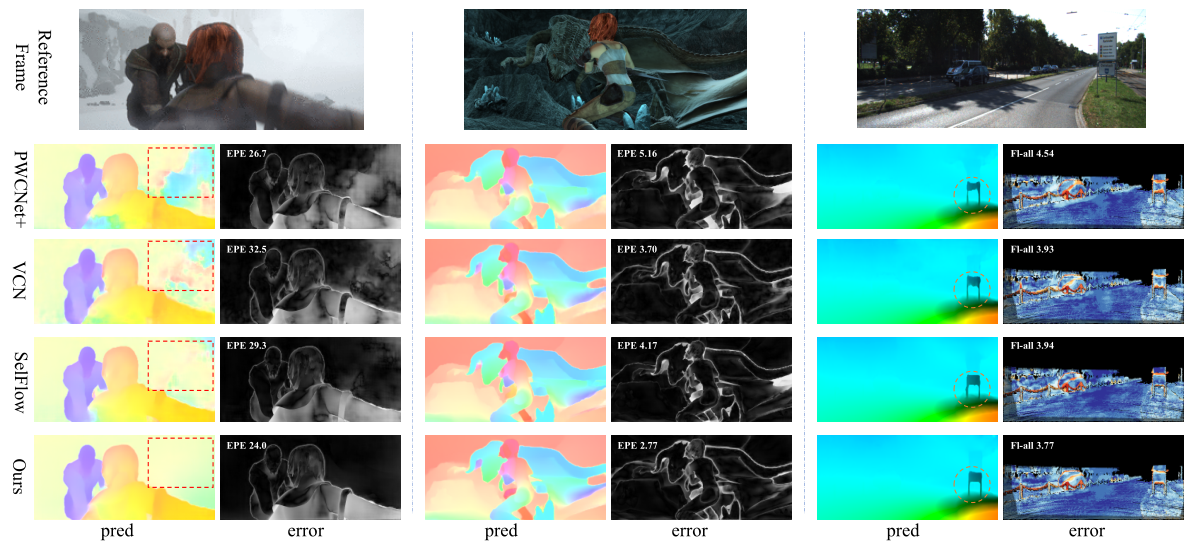 Reference
Frame
PWCNet+
EPE 26.7
EPE 5.16
Fl-all 4.54
VCN
EPE 32.5
EPE 3.70
Fl-all 3.93
SelFlow
EPE 29.3
EPE 4.17
Fl-all 3.94
Ours
EPE 24.0
EPE 2.77
Fl-all 3.77
pred
error
pred
error
pred
error